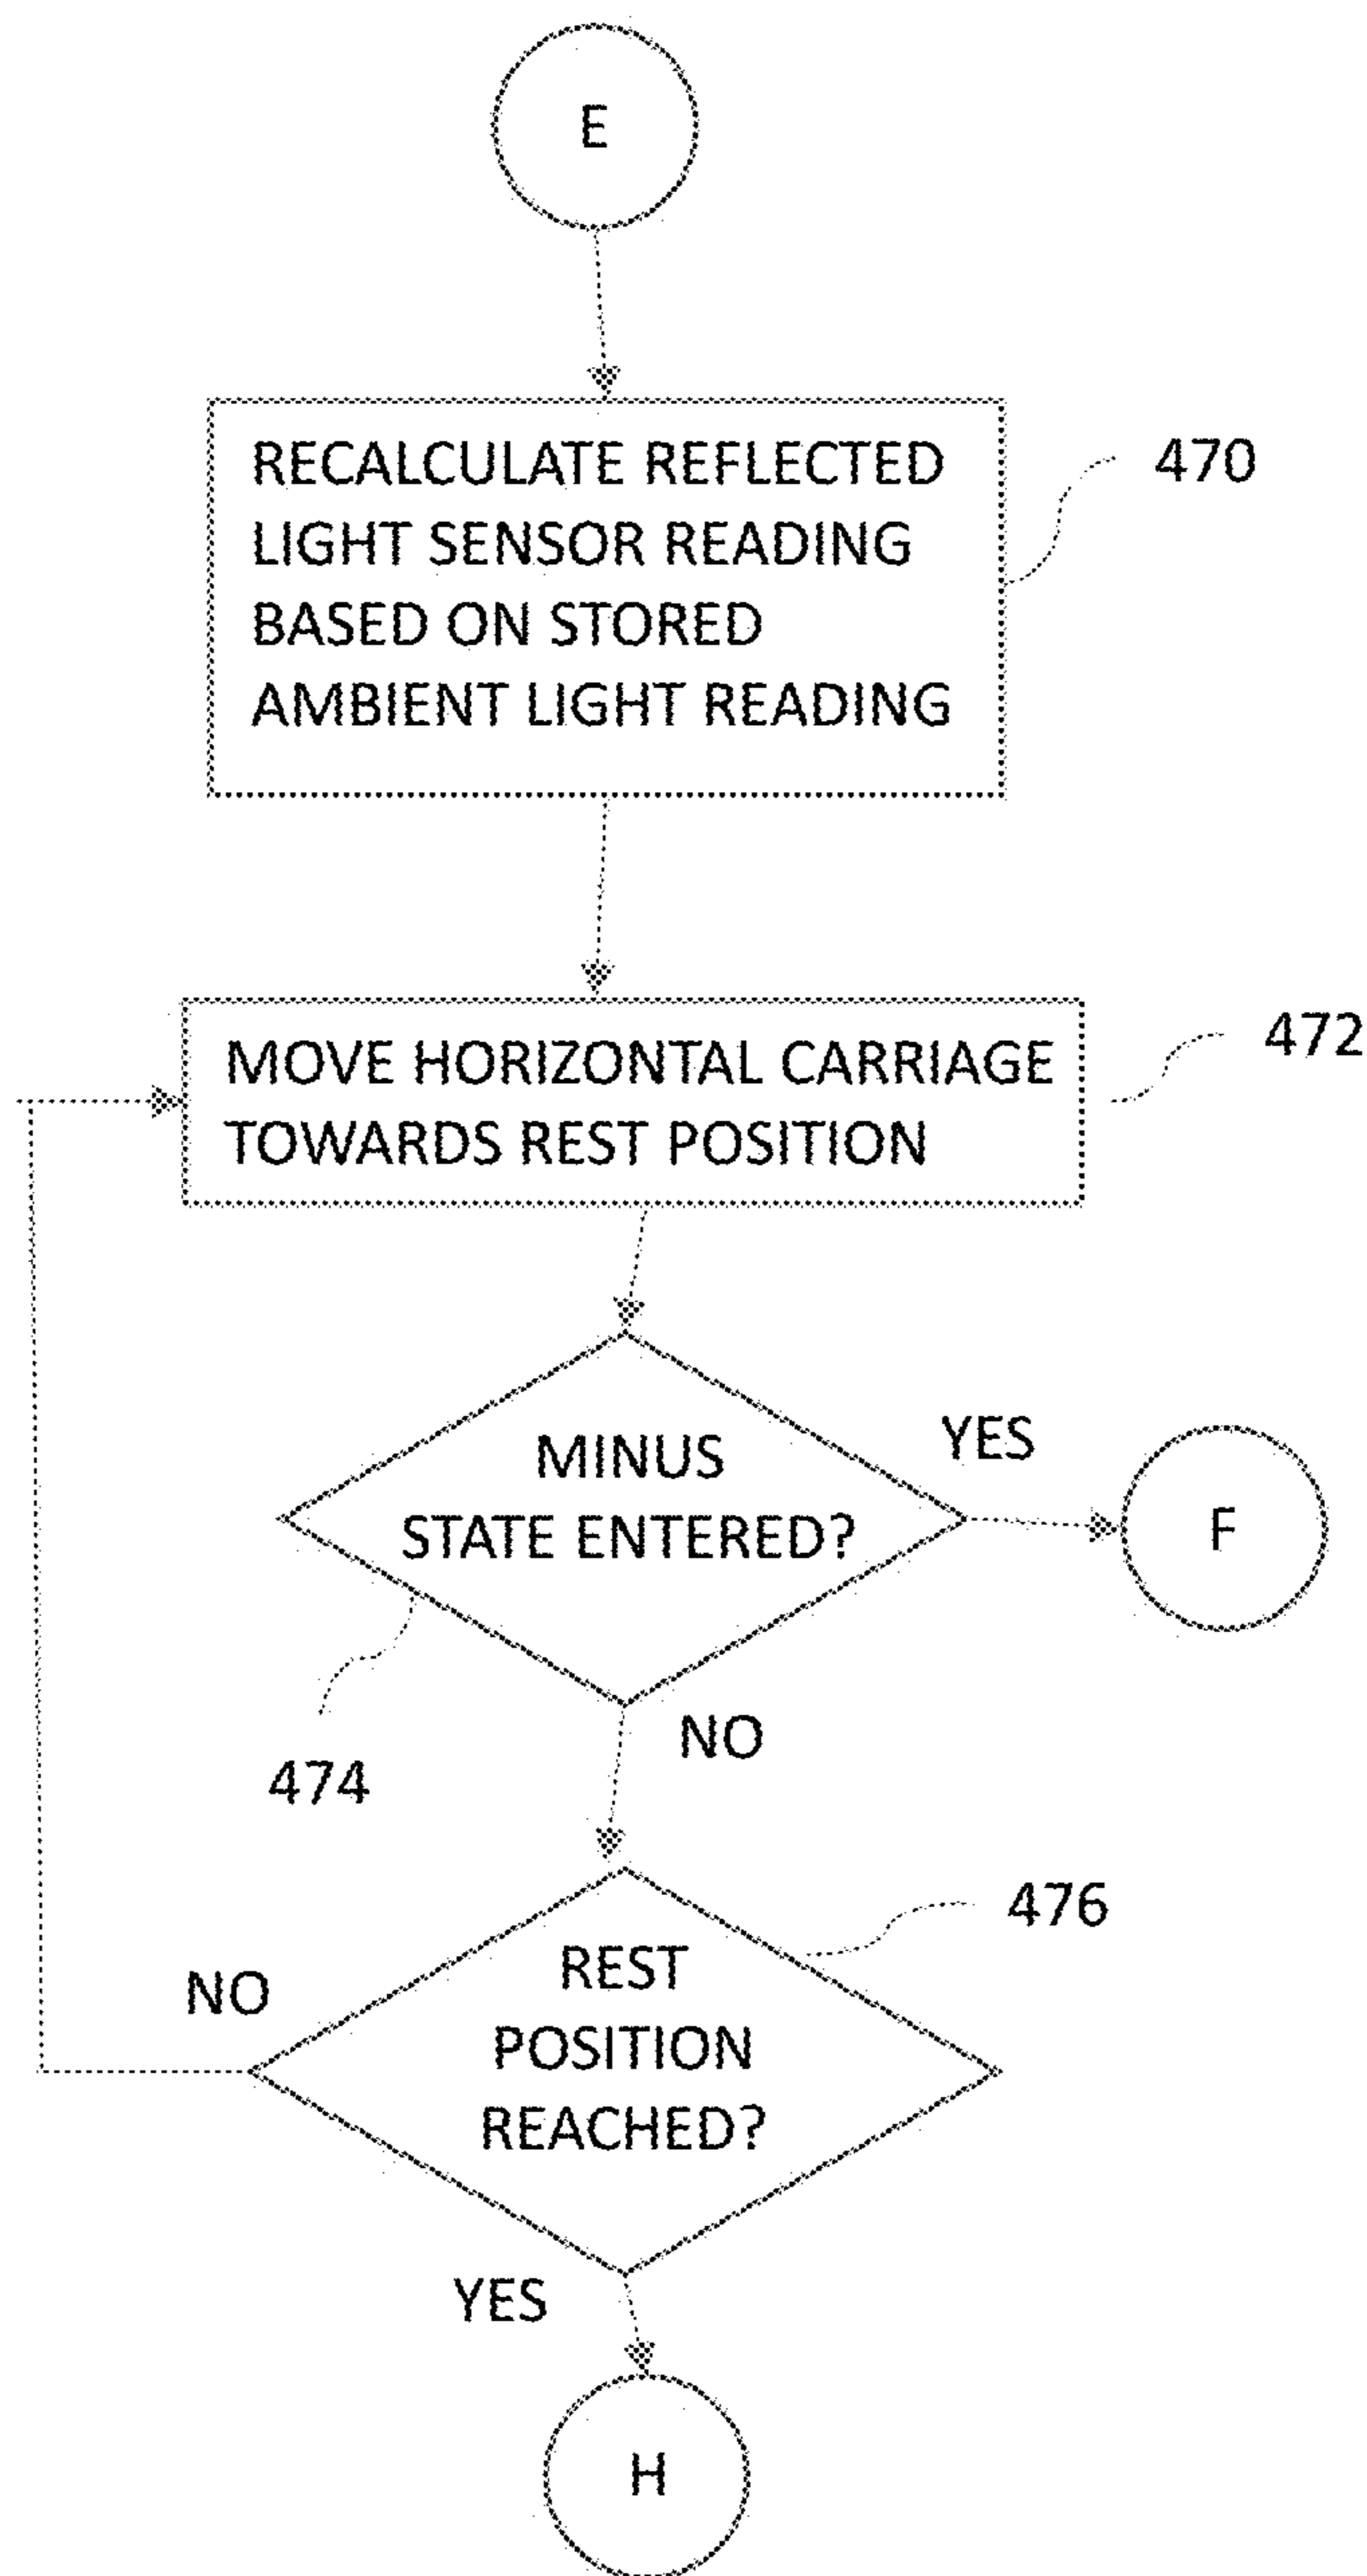 E
RECALCULATE REFLECTED
LIGHT SENSOR READING
BASED ON STORED
AMBIENT LIGHT READING
470
MOVE HORIZONTAL CARRIAGE
TOWARDS REST POSITION
472
MINUS
STATE ENTERED?
YES
F
474
NO
476
REST
POSITION
REACHED?
NO
YES
H